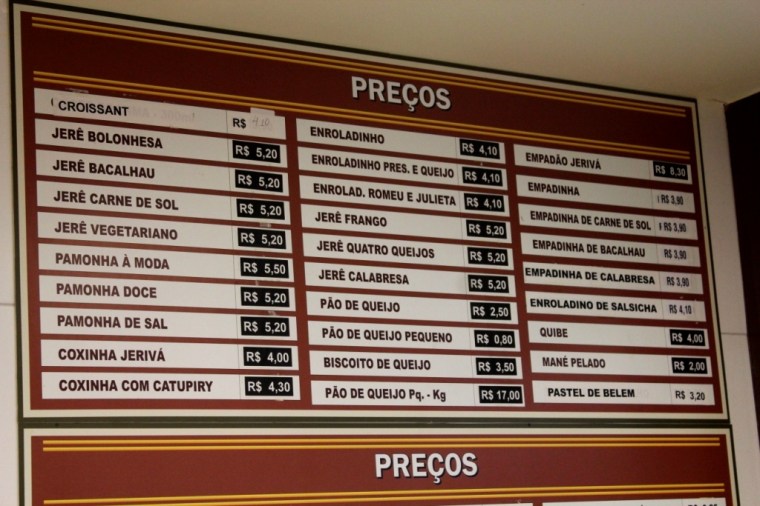 PREÇOS
CROISSANT R$
JERÊ BOLONHESA R$ 5,20
JERÊ BACALHAU R$ 5,20
JERÊ CARNE DE SOL R$ 5,20
JERÊ VEGETARIANO R$ 5,20
PAMONHA À MODA R$ 5,50
PAMONHA DOCE R$ 5,20
PAMONHA DE SAL R$ 5,20
COXINHA JERIVÁ R$ 4,00
COXINHA COM CATUPIRY R$ 4,30
ENROLADINHO R$ 4,10
ENROLADINHO PRES. E QUEIJO R$ 4,10
ENROLAD. ROMEU E JULIETA R$ 4,10
JERÊ FRANGO R$ 5,20
JERÊ QUATRO QUEIJOS R$ 5,20
JERÊ CALABRESA R$ 5,20
PÃO DE QUEIJO R$ 2,50
PÃO DE QUEIJO PEQUENO R$ 0,80
BISCOITO DE QUEIJO R$ 3,50
PÃO DE QUEIJO Pq. - Kg R$ 17,00
EMPADÃO JERIVÁ R$ 8,30
EMPADINHA R$ 3,90
EMPADINHA DE CARNE DE SOL R$ 3,90
EMPADINHA DE BACALHAU R$ 3,90
EMPADINHA DE CALABRESA R$ 3,90
ENROLADINO DE SALSICHA R$ 4,10
QUIBE R$ 4,00
MANÉ PELADO R$ 2,00
PASTEL DE BELEM R$ 3,20
PREÇOS